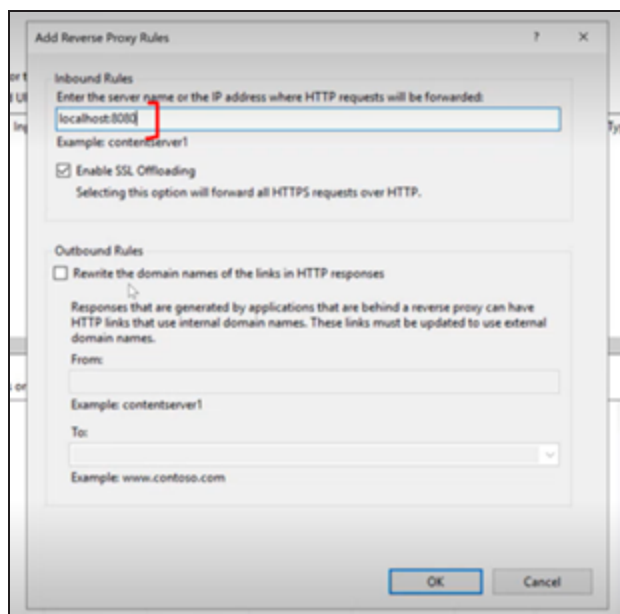 Add Reverse Proxy Rules
Inbound Rules
Enter the server name or the IP address where HTTP requests will be forwarded:
localhost:8080
Example: contentserver1
Enable SSL Offloading
Selecting this option will forward all HTTPS requests over HTTP.
Outbound Rules
Rewrite the domain names of the links in HTTP responses
Responses that are generated by applications that are behind a reverse proxy can have
HTTP links that use internal domain names. These links must be updated to use external
domain names.
From:
Example: contentserver1
To:
Example: www.contoso.com
OK Cancel